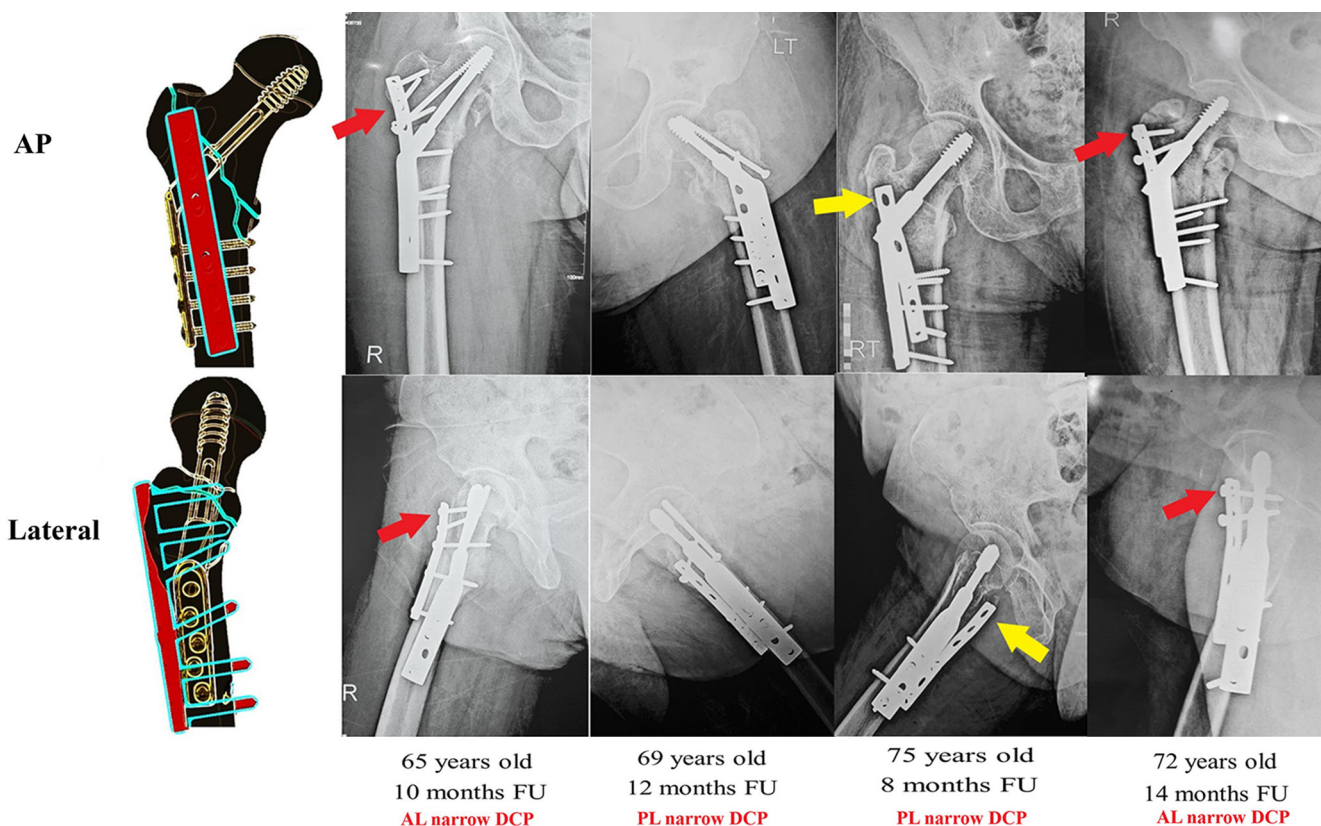 AP
LT
R
R
100mm
RT
Lateral
R
65 years old
10 months FU
AL narrow DCP
69 years old
12 months FU
PL narrow DCP
75 years old
8 months FU
PL narrow DCP
72 years old
14 months FU
AL narrow DCP